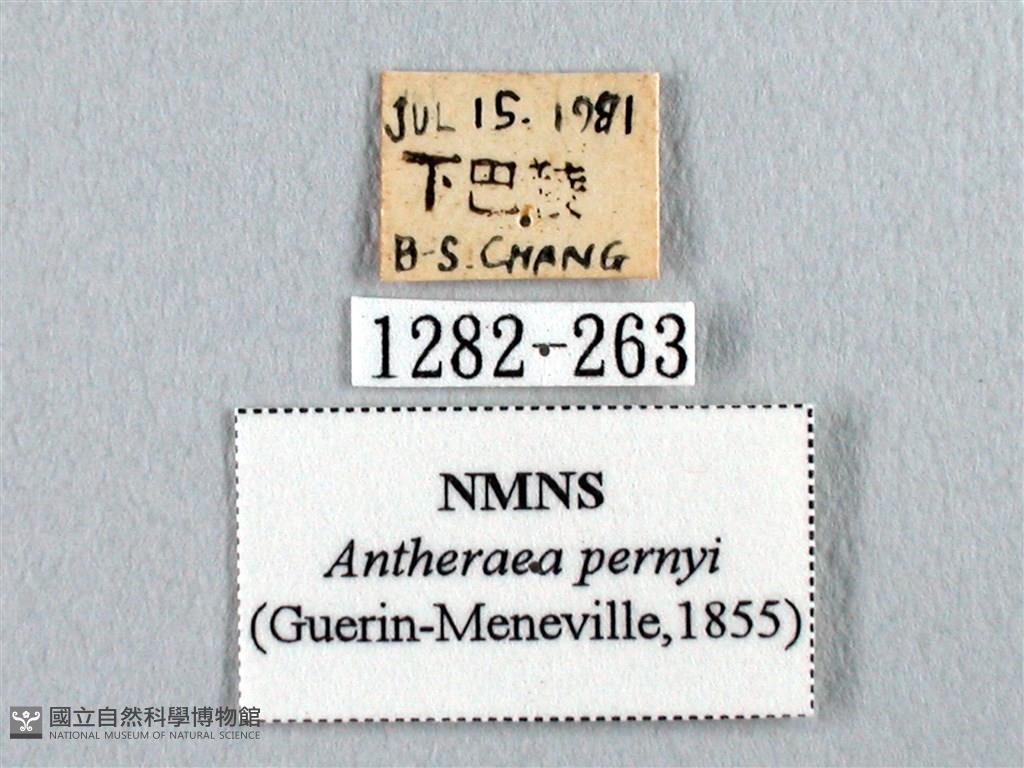 JUL 15. 1981
下巴陵
B-S. CHANG
1282-263
NMNS
Antheraea pernyi
(Guerin-Meneville,1855)
國立自然科學博物館
NATIONAL MUSEUM OF NATURAL SCIENCE